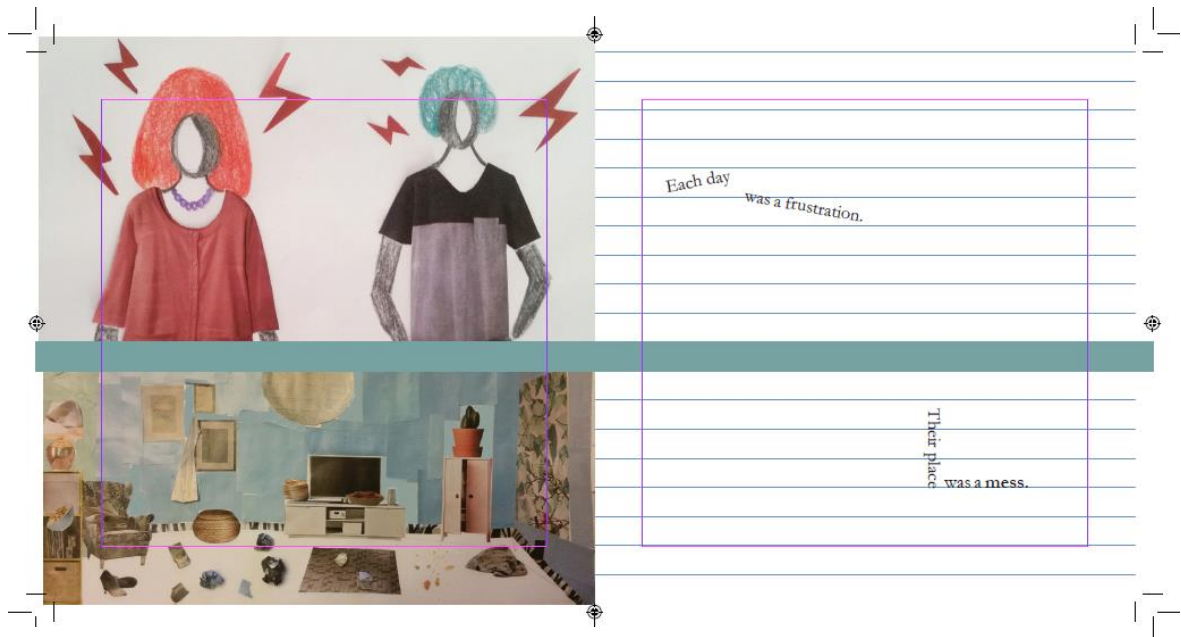 Each day
was a frustration.
Their place
was a mess.